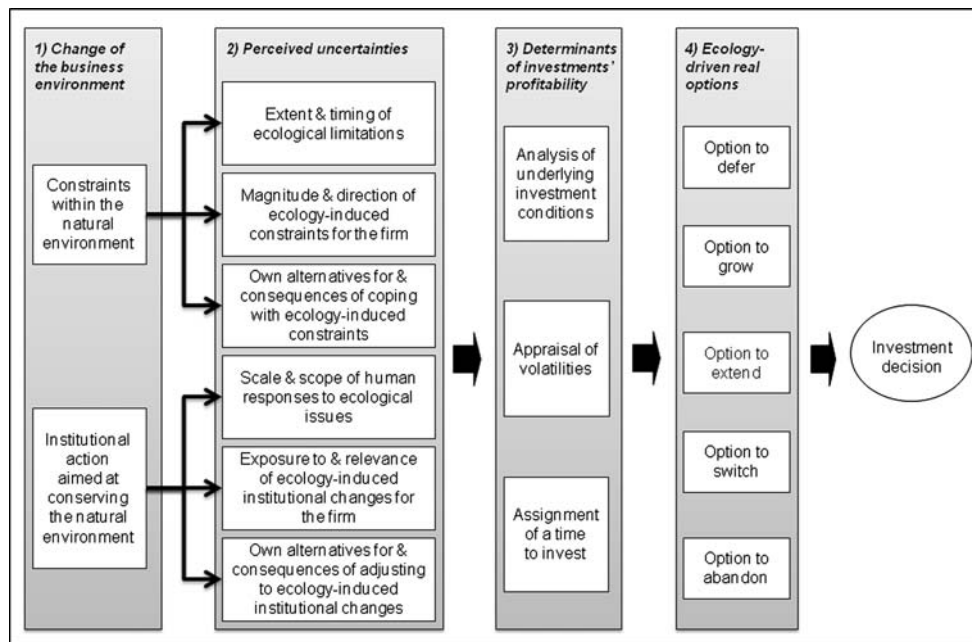 1) Change of
the business
environment
Constraints
within the
natural
environment
Institutional
action
aimed at
conserving
the natural
environment
2) Perceived uncertainties
Extent & timing of
ecological limitations
Magnitude & direction of
ecology-induced
constraints for the firm
Own alternatives for &
consequences of coping
with ecology-induced
constraints
Scale & scope of human
responses to ecological
issues
Exposure to & relevance
of ecology-induced
institutional changes for
the firm
Own alternatives for &
consequences of adjusting
to ecology-induced
institutional changes
3) Determinants
of investments'
profitability
Analysis of
underlying
investment
conditions
Appraisal of
volatilities
Assignment
of a time
to invest
4) Ecology-
driven real
options
Option to
defer
Option to
grow
Option to
extend
Option to
switch
Option to
abandon
Investment
decision